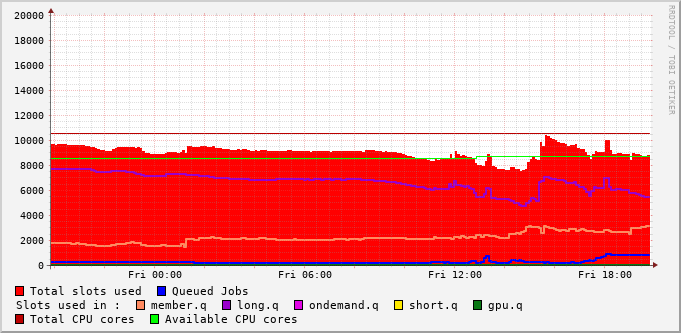 RRDTOOL / TOBI OETIKER
20000
18000
16000
14000
12000
10000
8000
6000
4000
2000
0
Fri 00:00 Fri 06:00 Fri 12:00 Fri 18:00
Total slots used Queued Jobs
Slots used in : member.q long.q ondemand.q short.q gpu.q
Total CPU cores Available CPU cores